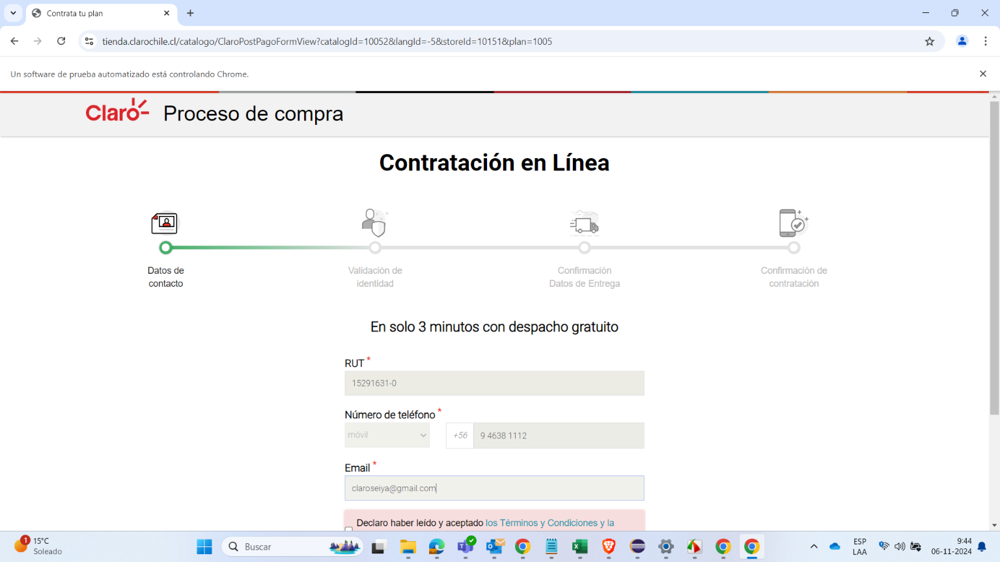 Contrata tu plan
tienda.clarochile.cl/catalogo/ClaroPostPagoFormView?catalogId=10052&langId=-5&storeId=10151&plan=1005
Un software de prueba automatizado está controlando Chrome.
Claro Proceso de compra
Contratación en Línea
Datos de
contacto
Validación de
identidad
Confirmación
Datos de Entrega
Confirmación de
contratación
En solo 3 minutos con despacho gratuito
RUT *
15291631-0
Número de teléfono *
móvil +56 9 4638 1112
Email *
claroseiya@gmail.com
Declaro haber leído y aceptado los Términos y Condiciones y la
1
15°C
Soleado
Buscar
ESP
LAA
9:44
06-11-2024